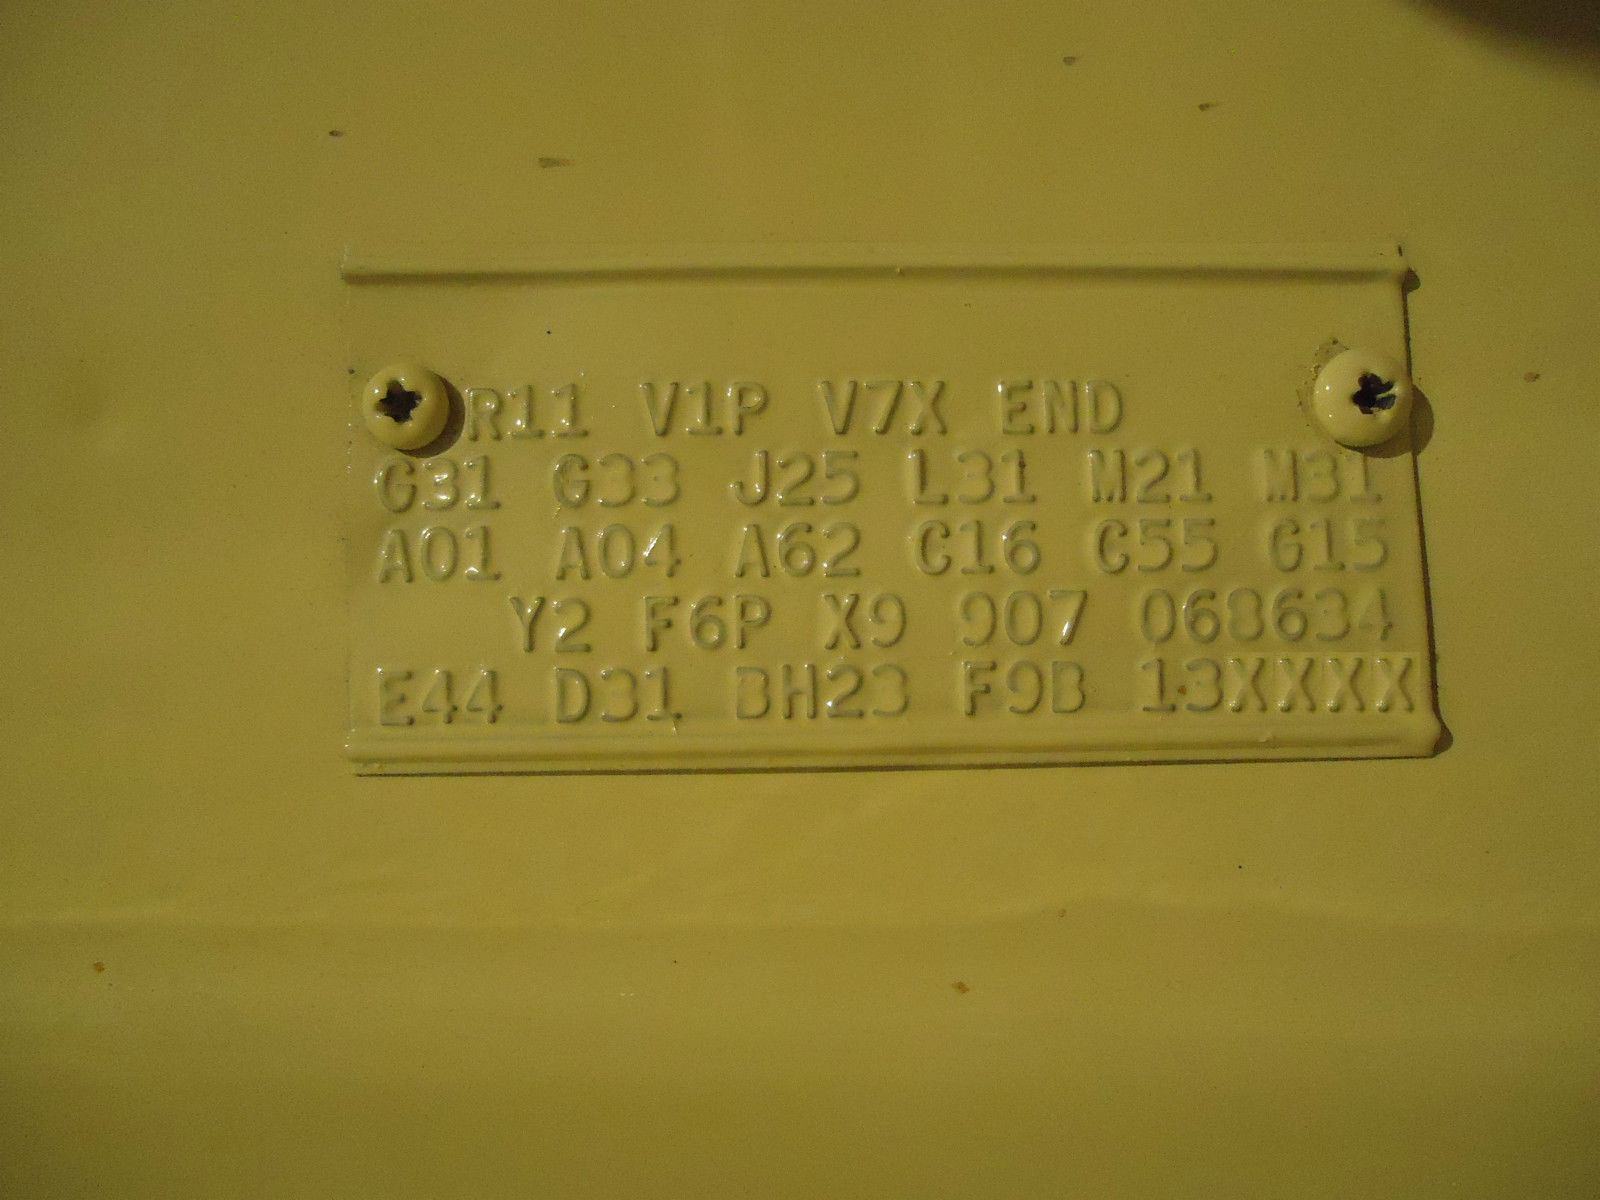 R11 V1P V7X END
G31 G33 J25 L31 M21 M31
A01 A04 A62 C16 C55 G15
Y2 F6P X9 907 068634
E44 D31 BH23 F9B 13XXXX